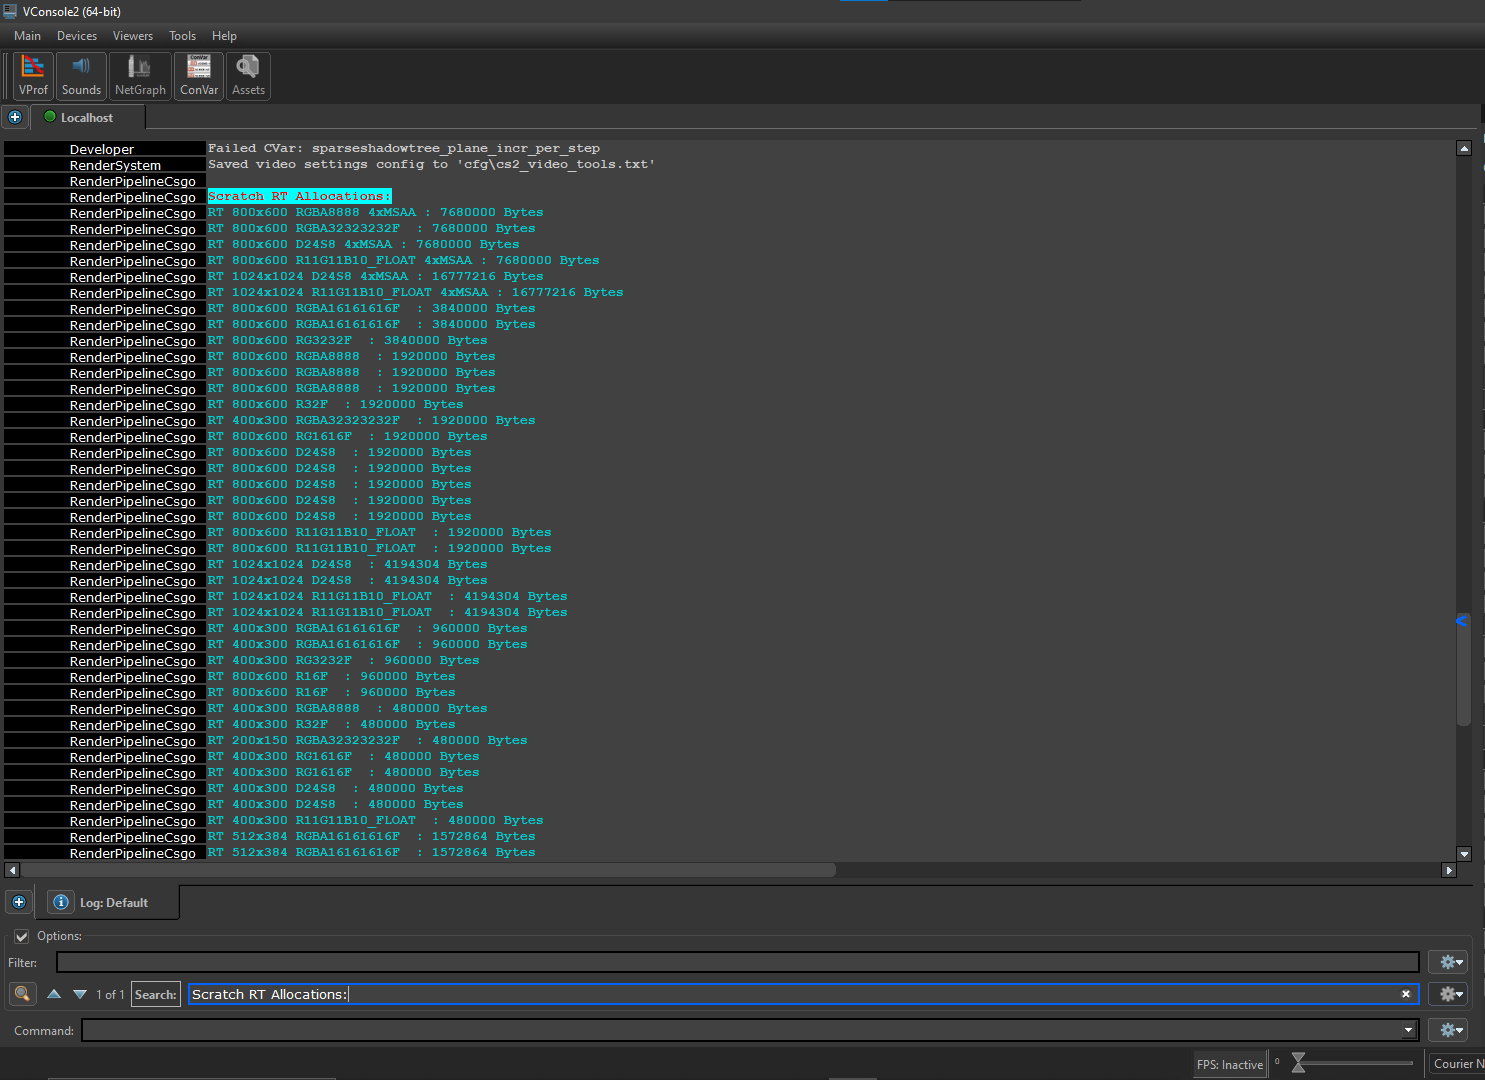 VConsole2 (64-bit)
Main Devices Viewers Tools Help
VProf Sounds NetGraph ConVar Assets
Localhost
Developer Failed CVar: sparseshadowtree_plane_incr_per_step
RenderSystem Saved video settings config to 'cfg\cs2_video_tools.txt'
RenderPipelineCsgo
RenderPipelineCsgo Scratch RT Allocations:
RenderPipelineCsgo RT 800x600 RGBA8888 4xMSAA : 7680000 Bytes
RenderPipelineCsgo RT 800x600 RGBA32323232F  : 7680000 Bytes
RenderPipelineCsgo RT 800x600 D24S8 4xMSAA : 7680000 Bytes
RenderPipelineCsgo RT 800x600 R11G11B10_FLOAT 4xMSAA : 7680000 Bytes
RenderPipelineCsgo RT 1024x1024 D24S8 4xMSAA : 16777216 Bytes
RenderPipelineCsgo RT 1024x1024 R11G11B10_FLOAT 4xMSAA : 16777216 Bytes
RenderPipelineCsgo RT 800x600 RGBA16161616F  : 3840000 Bytes
RenderPipelineCsgo RT 800x600 RGBA16161616F  : 3840000 Bytes
RenderPipelineCsgo RT 800x600 RG3232F  : 3840000 Bytes
RenderPipelineCsgo RT 800x600 RGBA8888  : 1920000 Bytes
RenderPipelineCsgo RT 800x600 RGBA8888  : 1920000 Bytes
RenderPipelineCsgo RT 800x600 RGBA8888  : 1920000 Bytes
RenderPipelineCsgo RT 800x600 R32F  : 1920000 Bytes
RenderPipelineCsgo RT 400x300 RGBA32323232F  : 1920000 Bytes
RenderPipelineCsgo RT 800x600 RG1616F  : 1920000 Bytes
RenderPipelineCsgo RT 800x600 D24S8  : 1920000 Bytes
RenderPipelineCsgo RT 800x600 D24S8  : 1920000 Bytes
RenderPipelineCsgo RT 800x600 D24S8  : 1920000 Bytes
RenderPipelineCsgo RT 800x600 D24S8  : 1920000 Bytes
RenderPipelineCsgo RT 800x600 D24S8  : 1920000 Bytes
RenderPipelineCsgo RT 800x600 R11G11B10_FLOAT  : 1920000 Bytes
RenderPipelineCsgo RT 800x600 R11G11B10_FLOAT  : 1920000 Bytes
RenderPipelineCsgo RT 1024x1024 D24S8  : 4194304 Bytes
RenderPipelineCsgo RT 1024x1024 D24S8  : 4194304 Bytes
RenderPipelineCsgo RT 1024x1024 R11G11B10_FLOAT  : 4194304 Bytes
RenderPipelineCsgo RT 1024x1024 R11G11B10_FLOAT  : 4194304 Bytes
RenderPipelineCsgo RT 400x300 RGBA16161616F  : 960000 Bytes
RenderPipelineCsgo RT 400x300 RGBA16161616F  : 960000 Bytes
RenderPipelineCsgo RT 400x300 RG3232F  : 960000 Bytes
RenderPipelineCsgo RT 800x600 R16F  : 960000 Bytes
RenderPipelineCsgo RT 800x600 R16F  : 960000 Bytes
RenderPipelineCsgo RT 400x300 RGBA8888  : 480000 Bytes
RenderPipelineCsgo RT 400x300 R32F  : 480000 Bytes
RenderPipelineCsgo RT 200x150 RGBA32323232F  : 480000 Bytes
RenderPipelineCsgo RT 400x300 RG1616F  : 480000 Bytes
RenderPipelineCsgo RT 400x300 RG1616F  : 480000 Bytes
RenderPipelineCsgo RT 400x300 D24S8  : 480000 Bytes
RenderPipelineCsgo RT 400x300 D24S8  : 480000 Bytes
RenderPipelineCsgo RT 400x300 R11G11B10_FLOAT  : 480000 Bytes
RenderPipelineCsgo RT 512x384 RGBA16161616F  : 1572864 Bytes
RenderPipelineCsgo RT 512x384 RGBA16161616F  : 1572864 Bytes
Log: Default
Options:
Filter:
1 of 1 Search: Scratch RT Allocations:
Command:
FPS: Inactive 0 Courier N